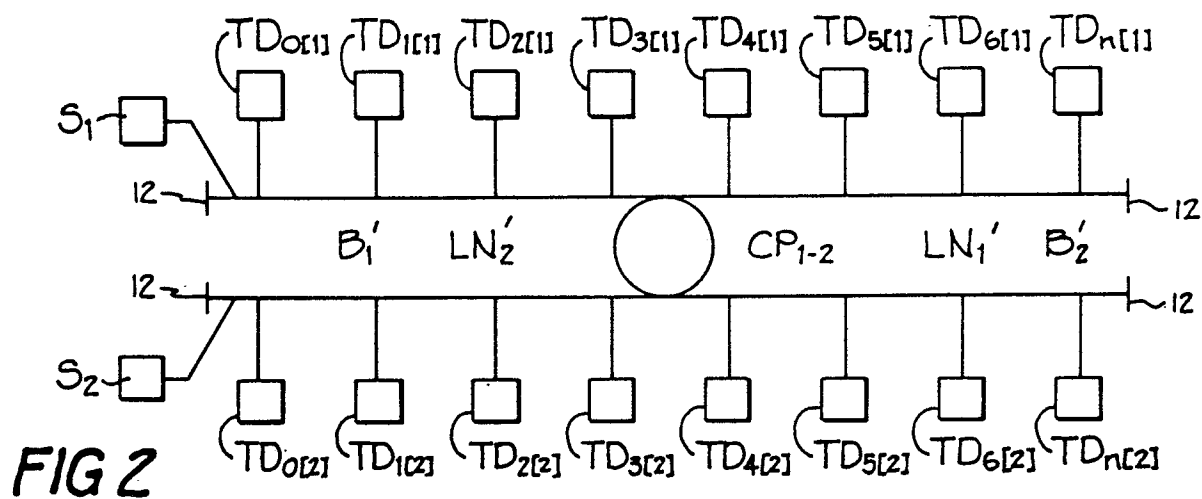 TD0[1] TD1[1] TD2[1] TD3[1] TD4[1] TD5[1] TD6[1] TDn[1]
S1
12 12
B1′ LN2′ CP1-2 LN1′ B2′
12 12
S2
TD0[2] TD1[2] TD2[2] TD3[2] TD4[2] TD5[2] TD6[2] TDn[2]
FIG 2